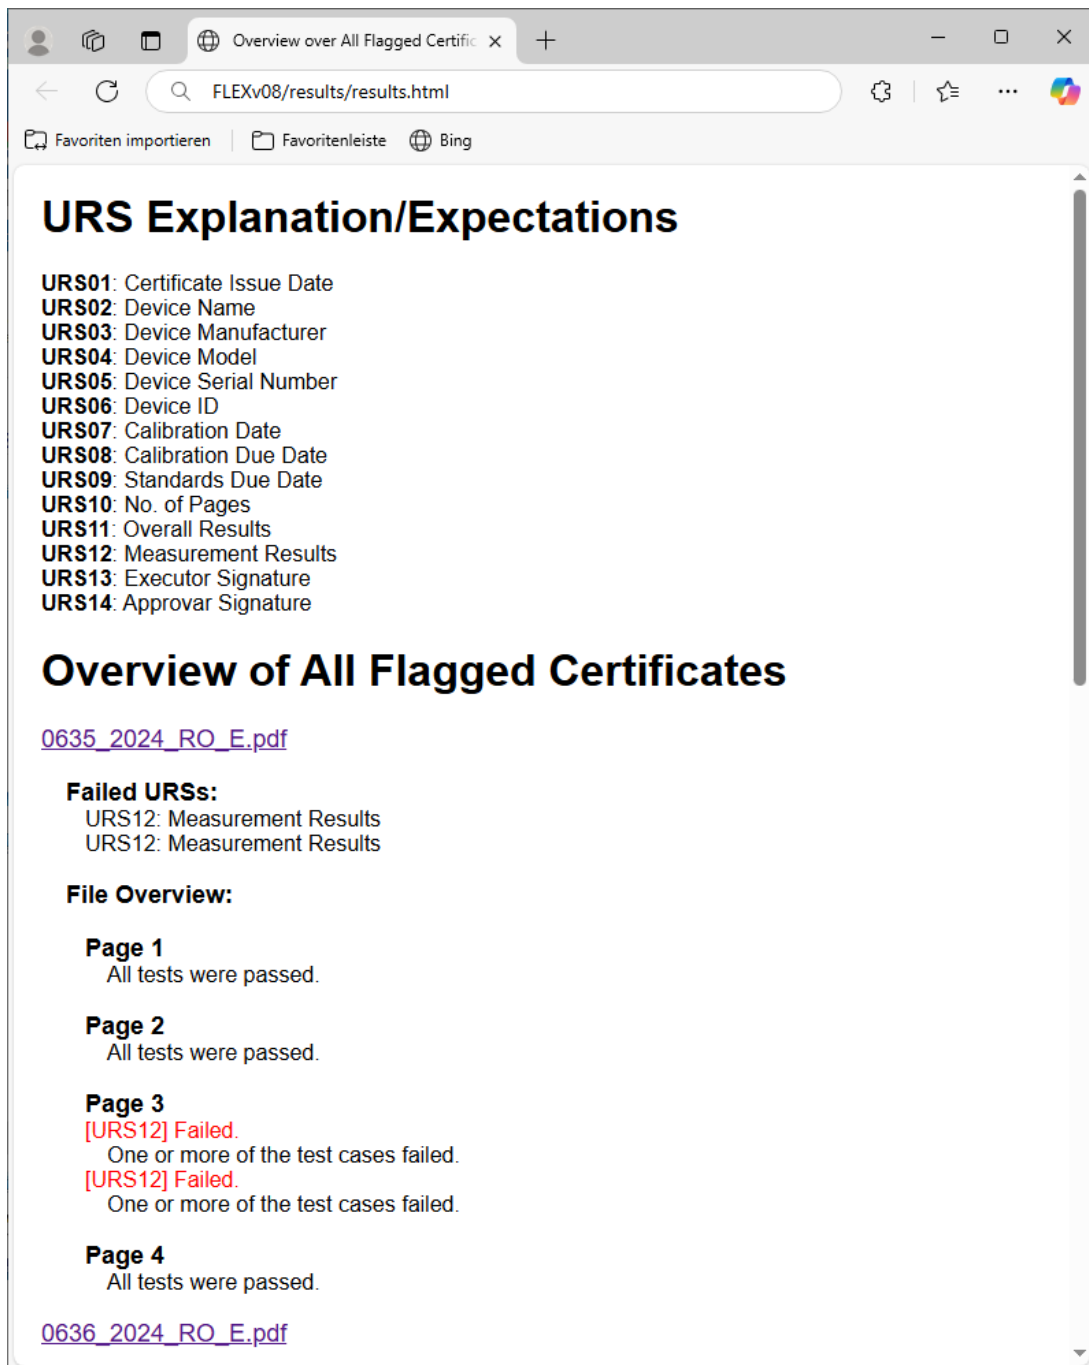 Overview over All Flagged Certific
FLEXv08/results/results.html
Favoriten importieren
Favoritenleiste
Bing
URS Explanation/Expectations
URS01: Certificate Issue Date
URS02: Device Name
URS03: Device Manufacturer
URS04: Device Model
URS05: Device Serial Number
URS06: Device ID
URS07: Calibration Date
URS08: Calibration Due Date
URS09: Standards Due Date
URS10: No. of Pages
URS11: Overall Results
URS12: Measurement Results
URS13: Executor Signature
URS14: Approvar Signature
Overview of All Flagged Certificates
0635_2024_RO_E.pdf
Failed URSs:
URS12: Measurement Results
URS12: Measurement Results
File Overview:
Page 1
All tests were passed.
Page 2
All tests were passed.
Page 3
[URS12] Failed.
One or more of the test cases failed.
[URS12] Failed.
One or more of the test cases failed.
Page 4
All tests were passed.
0636_2024_RO_E.pdf